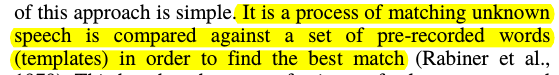 of this approach is simple. It is a process of matching unknown
speech is compared against a set of pre-recorded words
(templates) in order to find the best match (Rabiner et al.,